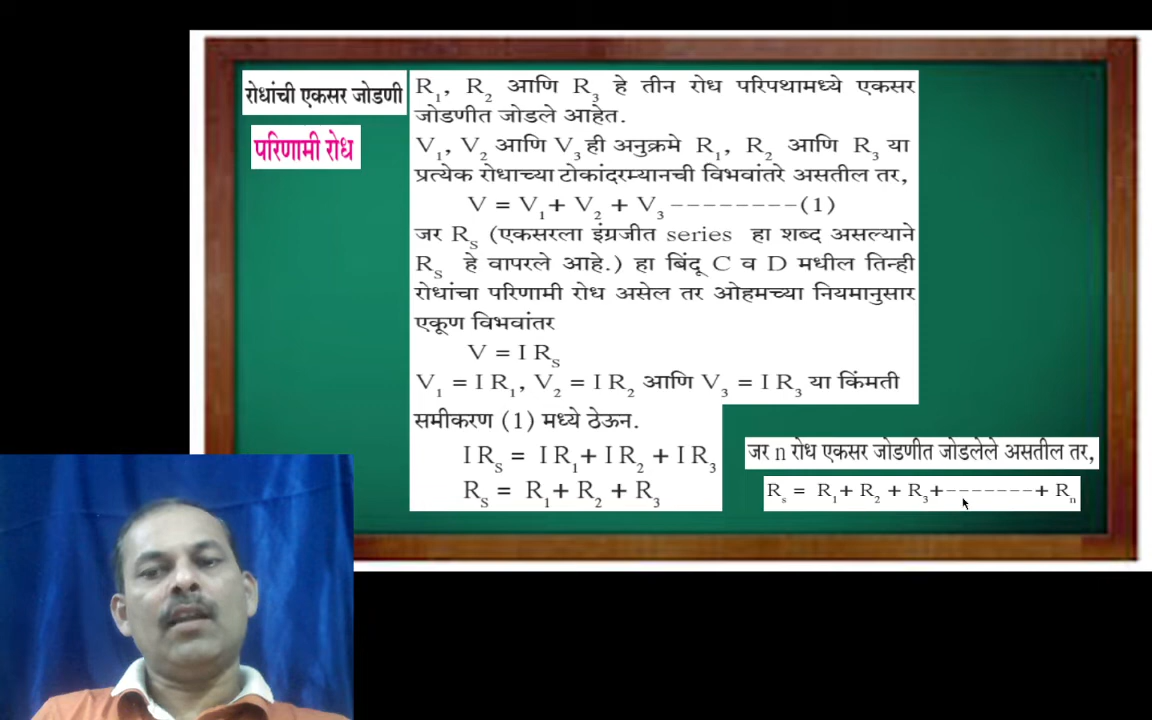 रोधांची एकसर जोडणी
परिणामी रोध
R₁, R₂ आणि R₃ हे तीन रोध परिपथामध्ये एकसर
जोडणीत जोडले आहेत.
V₁, V₂ आणि V₃ ही अनुक्रमे R₁, R₂ आणि R₃ या
प्रत्येक रोधाच्या टोकांदरम्यानची विभवांतरे असतील तर,
V = V₁+ V₂ + V₃ ---------(1)
जर Rₛ (एकसरला इंग्रजीत series हा शब्द असल्याने
Rₛ हे वापरले आहे.) हा बिंदू C व D मधील तिन्ही
रोधांचा परिणामी रोध असेल तर ओहमच्या नियमानुसार
एकूण विभवांतर
V = I Rₛ
V₁ = I R₁, V₂ = I R₂ आणि V₃ = I R₃ या किंमती
समीकरण (1) मध्ये ठेऊन.
I Rₛ = I R₁+ I R₂ + I R₃
Rₛ = R₁+ R₂ + R₃
जर n रोध एकसर जोडणीत जोडलेले असतील तर,
Rₛ = R₁+ R₂ + R₃+-------+ Rₙ